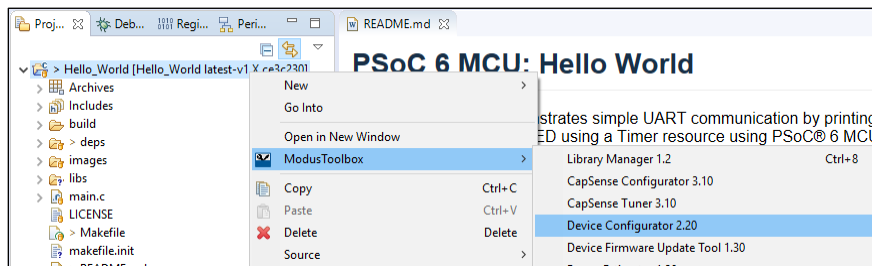 Proj... Deb... Regi... Peri...
README.md
> Hello_World [Hello_World latest-v1.X ce3c230]
Archives
Includes
build
> deps
images
libs
main.c
LICENSE
> Makefile
makefile.init
PSoC 6 MCU: Hello World
strates simple UART communication by printing
ED using a Timer resource using PSoC® 6 MCU
New
Go Into
Open in New Window
ModusToolbox
Copy Ctrl+C
Paste Ctrl+V
Delete Delete
Source
Library Manager 1.2 Ctrl+8
CapSense Configurator 3.10
CapSense Tuner 3.10
Device Configurator 2.20
Device Firmware Update Tool 1.30